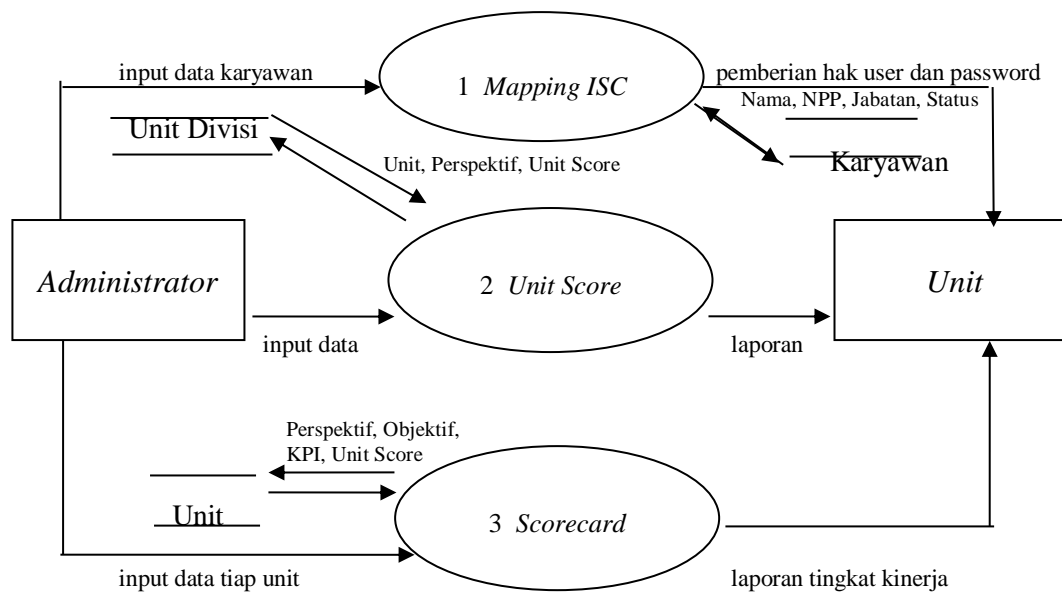 input data karyawan
1 Mapping ISC
pemberian hak user dan password
Nama, NPP, Jabatan, Status
Unit Divisi
Karyawan
Unit, Perspektif, Unit Score
Administrator
2 Unit Score
Unit
input data
laporan
Perspektif, Objektif,
KPI, Unit Score
Unit
3 Scorecard
input data tiap unit
laporan tingkat kinerja